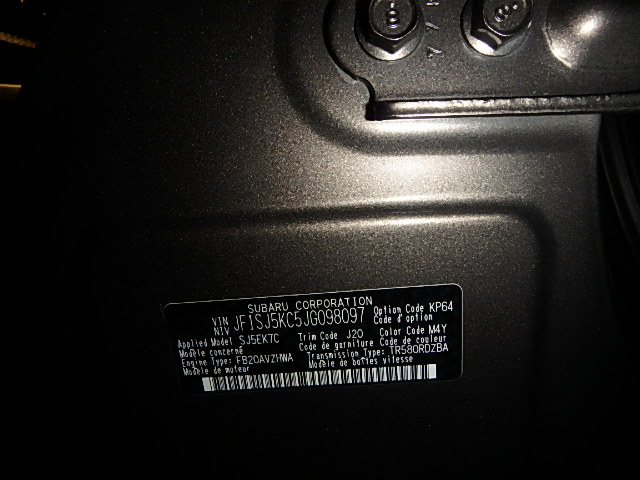 SUBARU CORPORATION
VIN NIV JF1SJ5KC5JG098097 Option Code KP64
Code d'option
Applied Model SJ5EK7C Trim Code J20 Color Code M4Y
Modèle concerné Code de garniture Code de couleur
Engine Type FB20AVZHWA Transmission Type TR580RDZBA
Modèle de moteur Modèle de boîtes vitesse